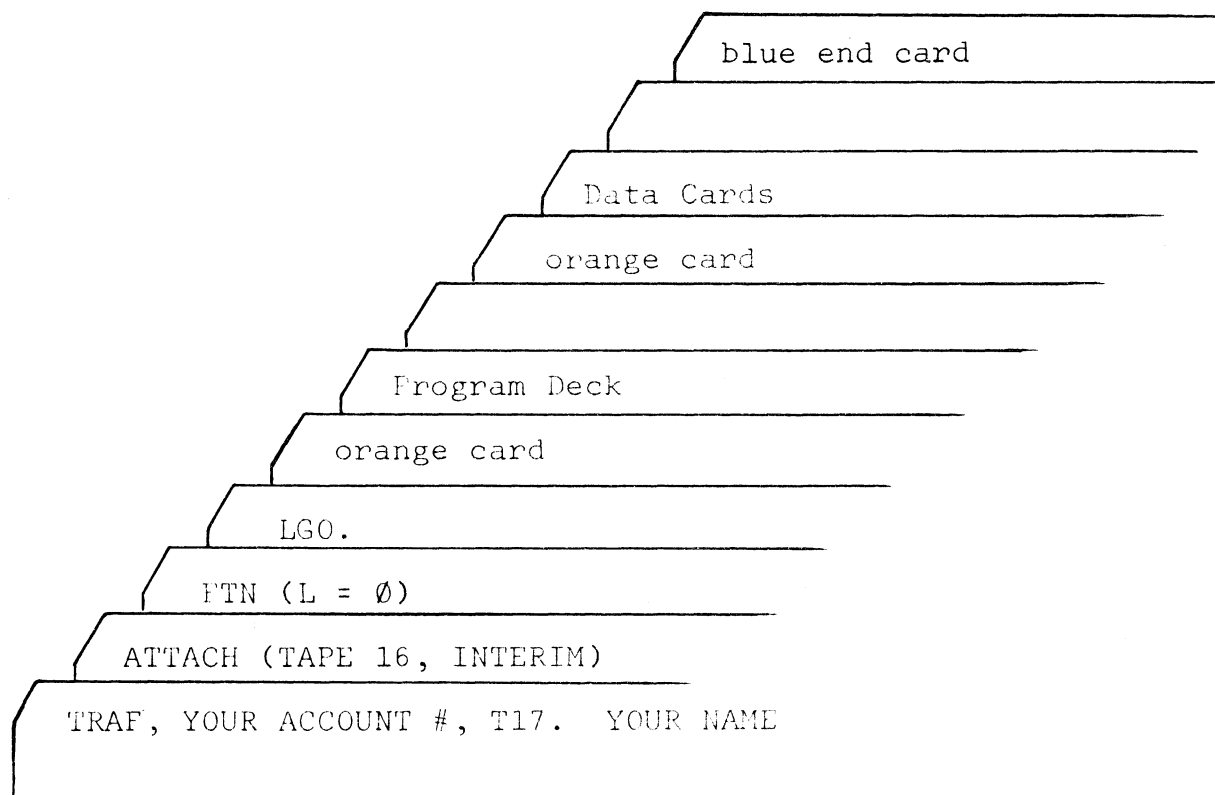 blue end card
Data Cards
orange card
Program Deck
orange card
LGO.
FTN (L = Ø)
ATTACH (TAPE 16, INTERIM)
TRAF, YOUR ACCOUNT #, T17.  YOUR NAME